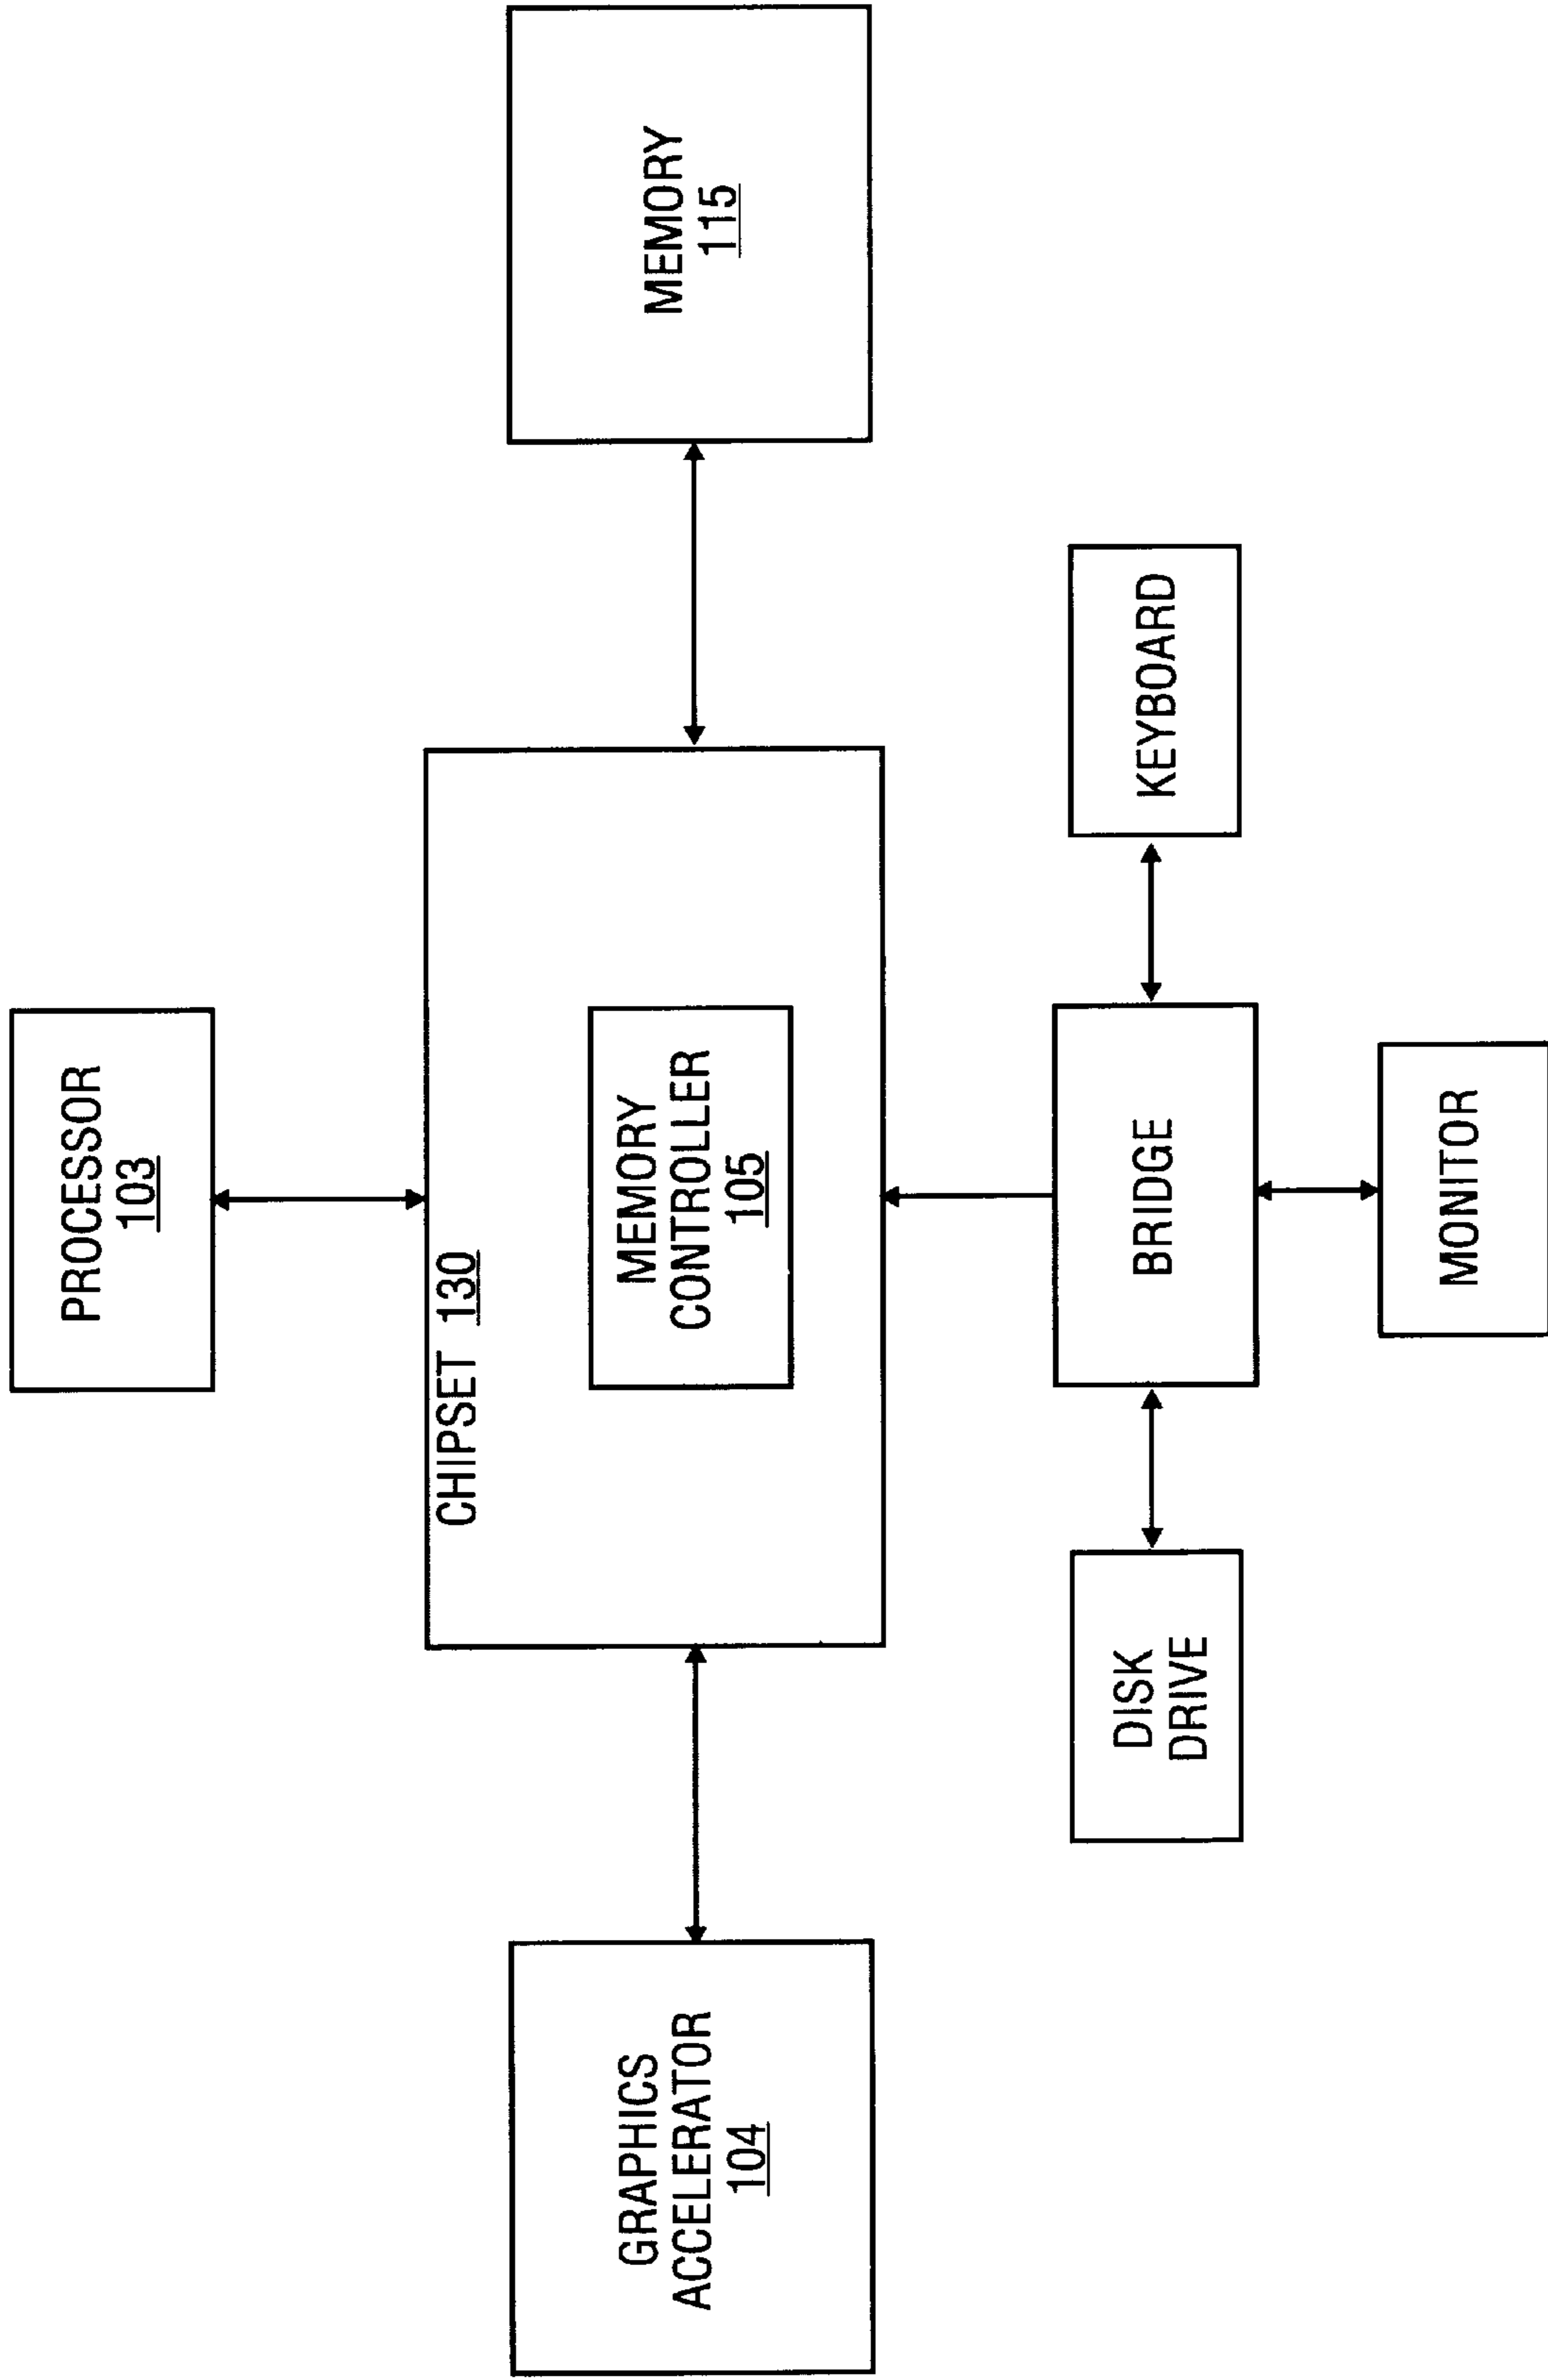 PROCESSOR
103
CHIPSET 130
GRAPHICS
ACCELERATOR
104
MEMORY
CONTROLLER
105
MEMORY
115
DISK
DRIVE
BRIDGE
KEYBOARD
MONITOR